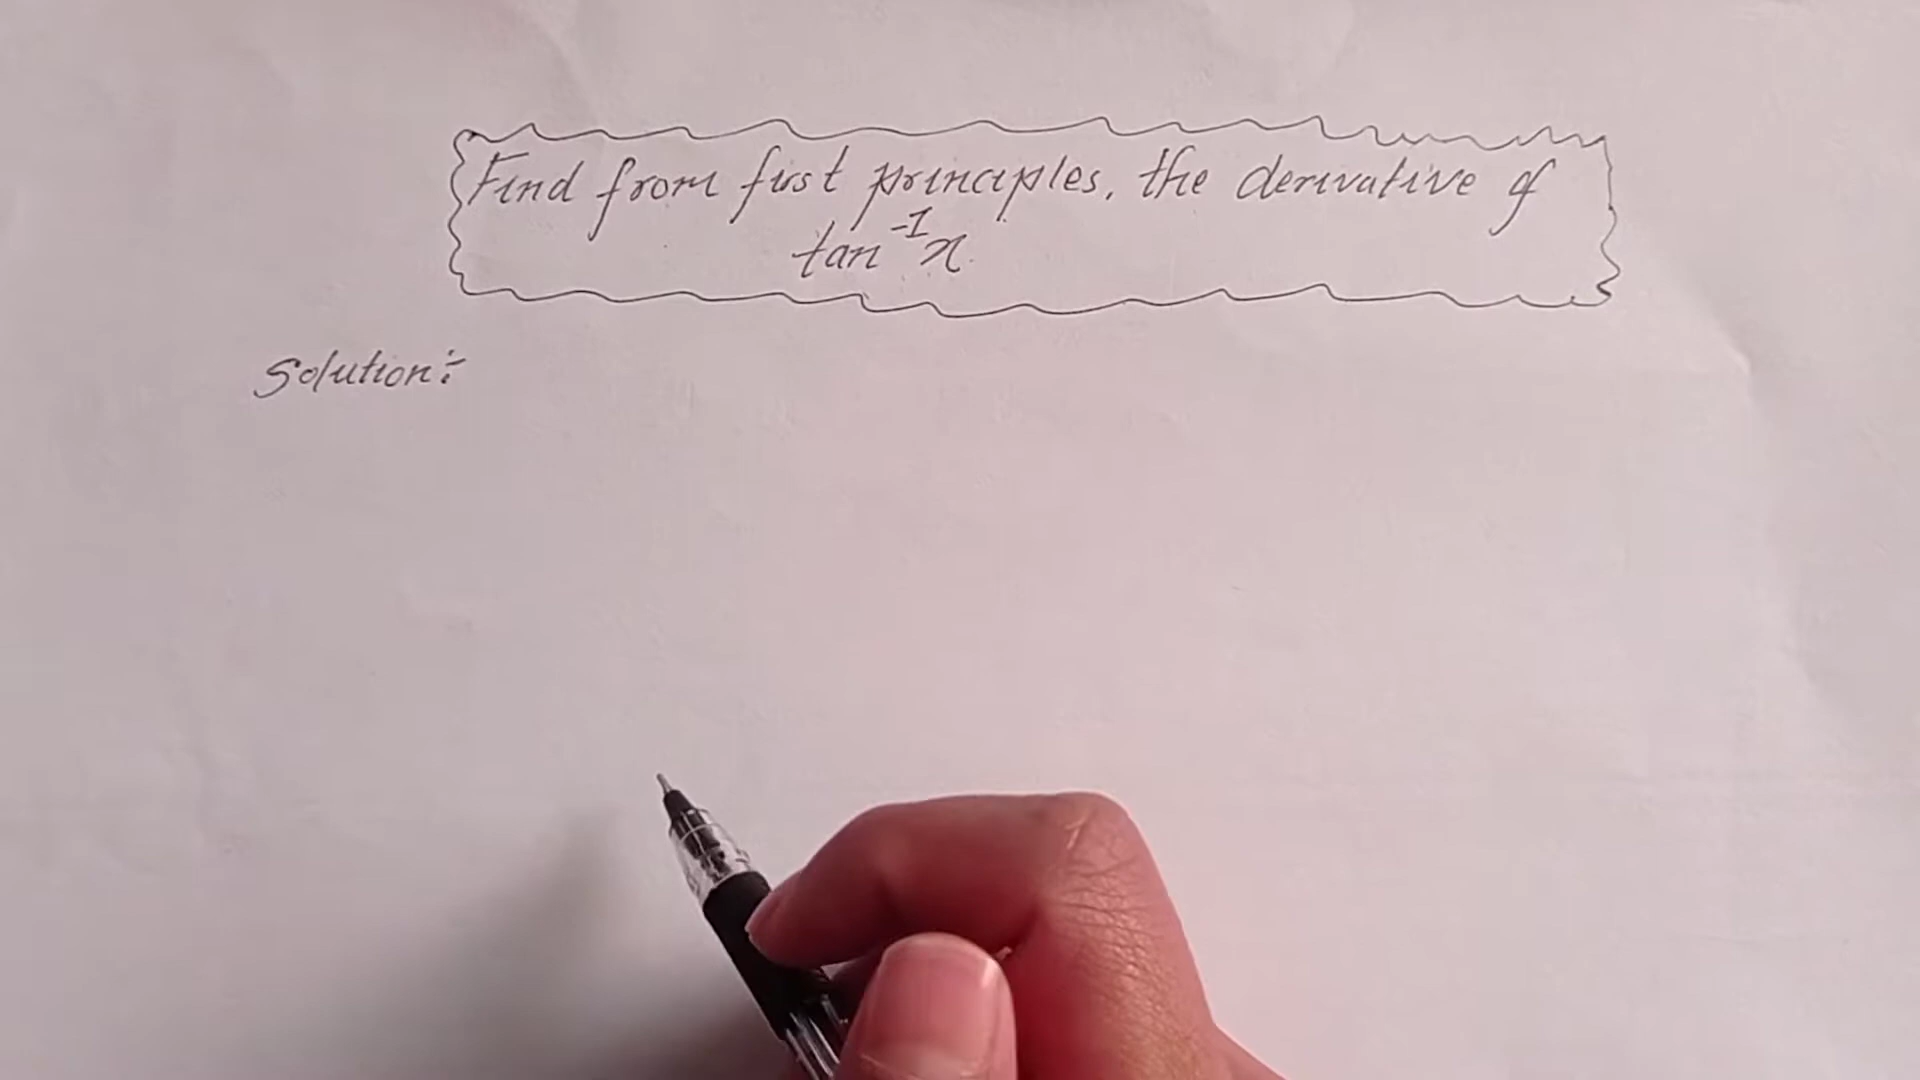 Find from first principles, the derivative of
tan⁻¹x.
Solution:-